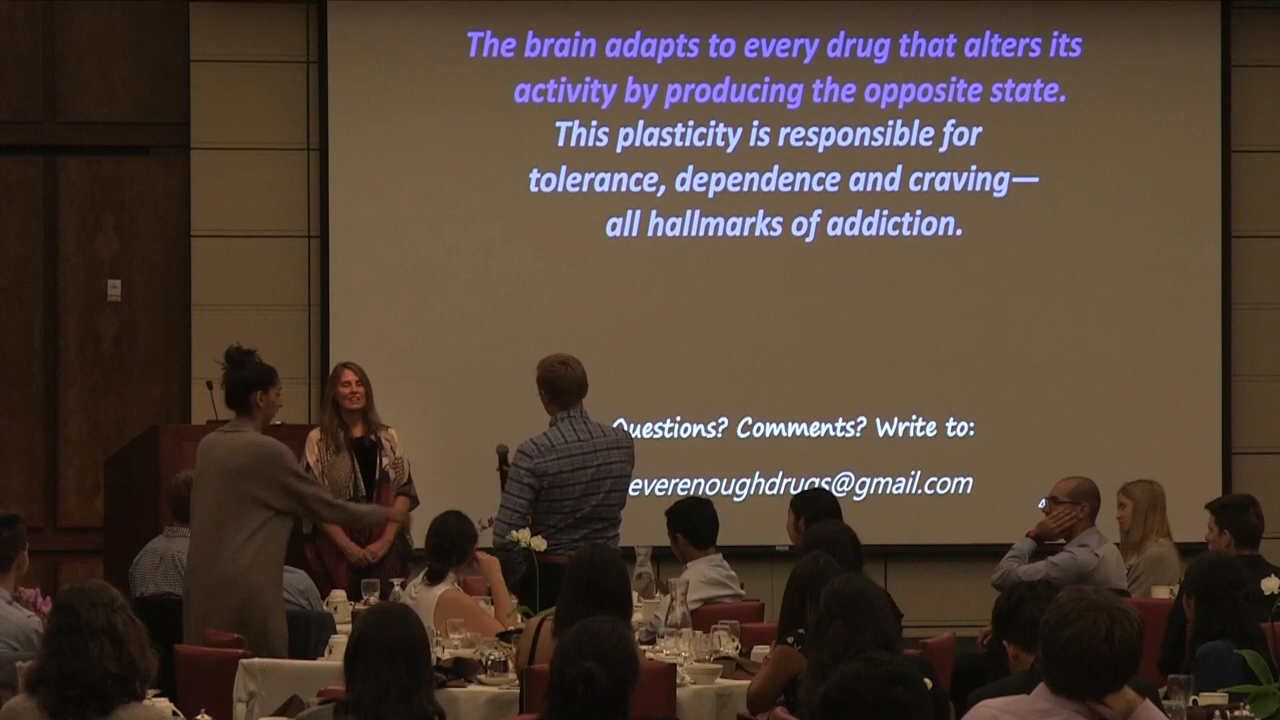 The brain adapts to every drug that alters its
activity by producing the opposite state.
This plasticity is responsible for
tolerance, dependence and craving—
all hallmarks of addiction.
Questions? Comments? Write to:
everenoughdrugs@gmail.com